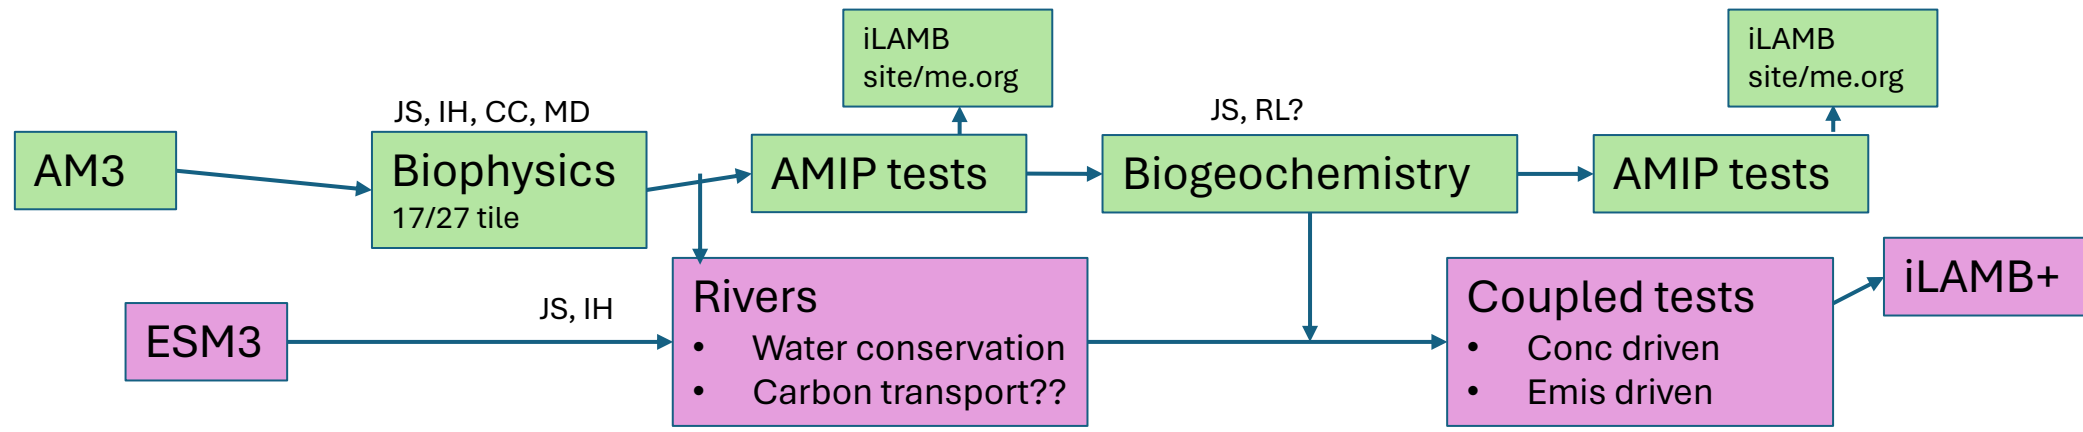 iLAMB
site/me.org
iLAMB
site/me.org
JS, IH, CC, MD
JS, RL?
AM3
Biophysics
17/27 tile
AMIP tests
Biogeochemistry
AMIP tests
ESM3
JS, IH
Rivers
• Water conservation
• Carbon transport??
Coupled tests
• Conc driven
• Emis driven
iLAMB+